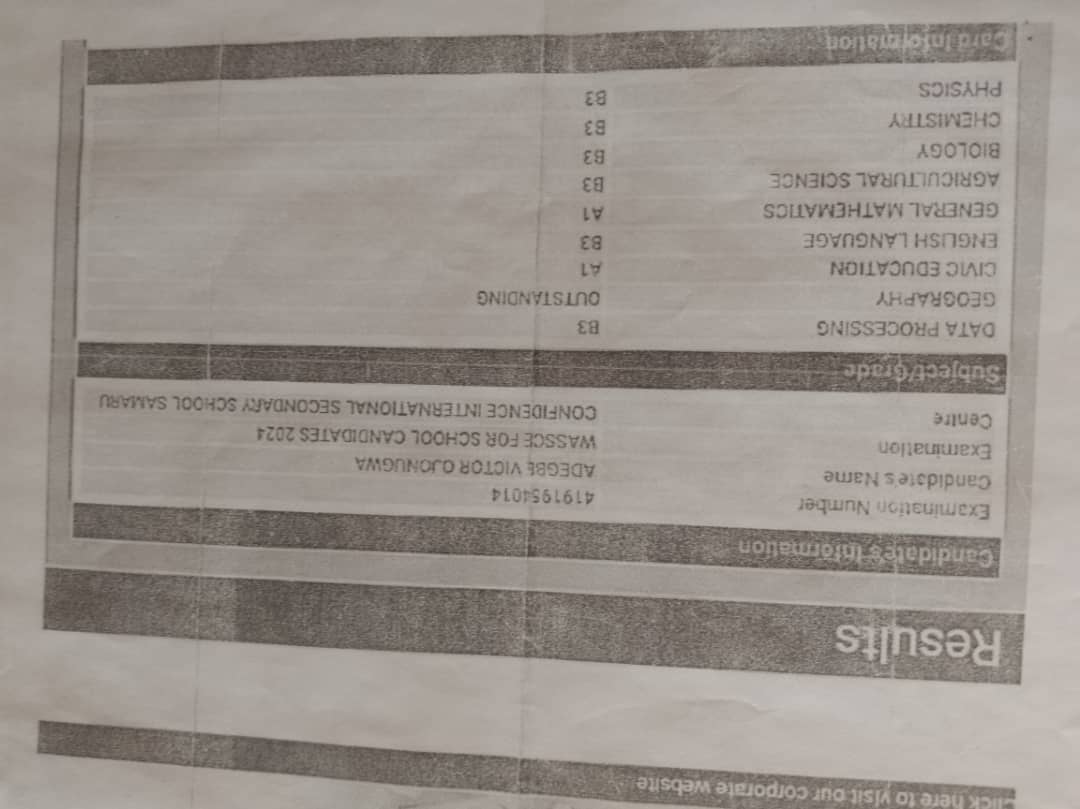 ick here to visit our corporate website
Results
Candidate's Information
Examination Number 4191954014
Candidate's Name ADEGBE VICTOR OJONUGWA
Examination WASSCE FOR SCHOOL CANDIDATES 2024
Centre CONFIDENCE INTERNATIONAL SECONDARY SCHOOL SAMARU
Subject/Grade
DATA PROCESSING B3
GEOGRAPHY OUTSTANDING
CIVIC EDUCATION A1
ENGLISH LANGUAGE B3
GENERAL MATHEMATICS A1
AGRICULTURAL SCIENCE B3
BIOLOGY B3
CHEMISTRY B3
PHYSICS B3
Card Information